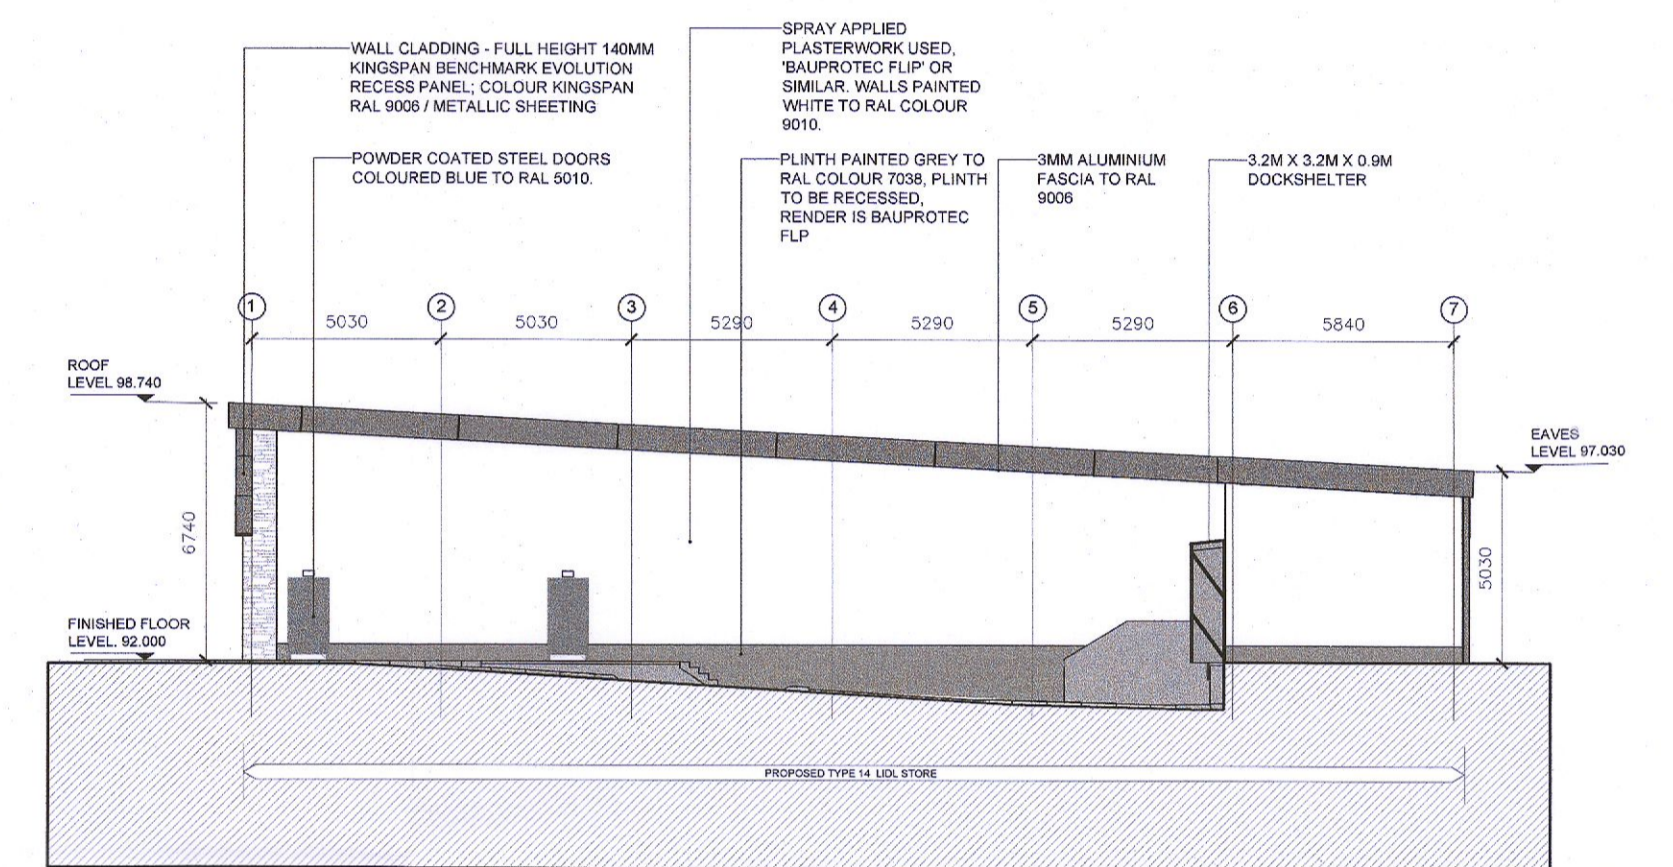 WALL CLADDING - FULL HEIGHT 140MM
KINGSPAN BENCHMARK EVOLUTION
RECESS PANEL; COLOUR KINGSPAN
RAL 9006 / METALLIC SHEETING
SPRAY APPLIED
PLASTERWORK USED,
'BAUPROTEC FLIP' OR
SIMILAR. WALLS PAINTED
WHITE TO RAL COLOUR
9010.
POWDER COATED STEEL DOORS
COLOURED BLUE TO RAL 5010.
PLINTH PAINTED GREY TO
RAL COLOUR 7038, PLINTH
TO BE RECESSED,
RENDER IS BAUPROTEC
FLP
3MM ALUMINIUM
FASCIA TO RAL
9006
3.2M X 3.2M X 0.9M
DOCKSHELTER
1 2 3 4 5 6 7
5030 5030 5290 5290 5290 5840
ROOF
LEVEL 98.740
EAVES
LEVEL 97.030
6740
5030
FINISHED FLOOR
LEVEL. 92.000
PROPOSED TYPE 14 LIDL STORE